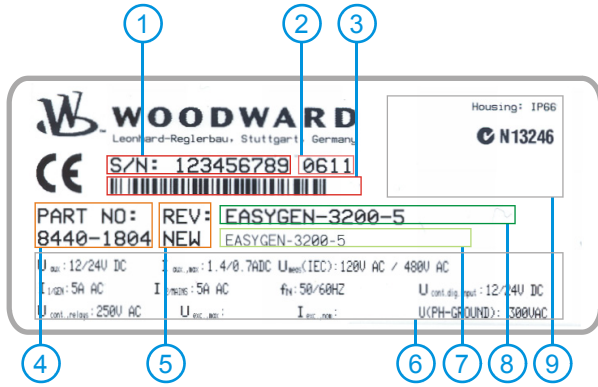 1 2 3
Housing: IP66
WOODWARD
N13246
Leonhard-Reglerbau, Stuttgart, Germany
CE
S/N: 123456789 0611
PART NO: REV: EASYGEN-3200-5
8440-1804 NEW EASYGEN-3200-5
U aux:12/24V DC I aux.,max:1.4/0.7ADC Umeas(IEC):120V AC / 480V AC
I 1/GEN:5A AC I /MAINS:5A AC fN:50/60HZ U cont.dig.input:12/24V DC
U cont.,relays:250V AC U exc.,max: I exc.,nom: U(PH-GROUND): 300VAC
4 5 6 7 8 9